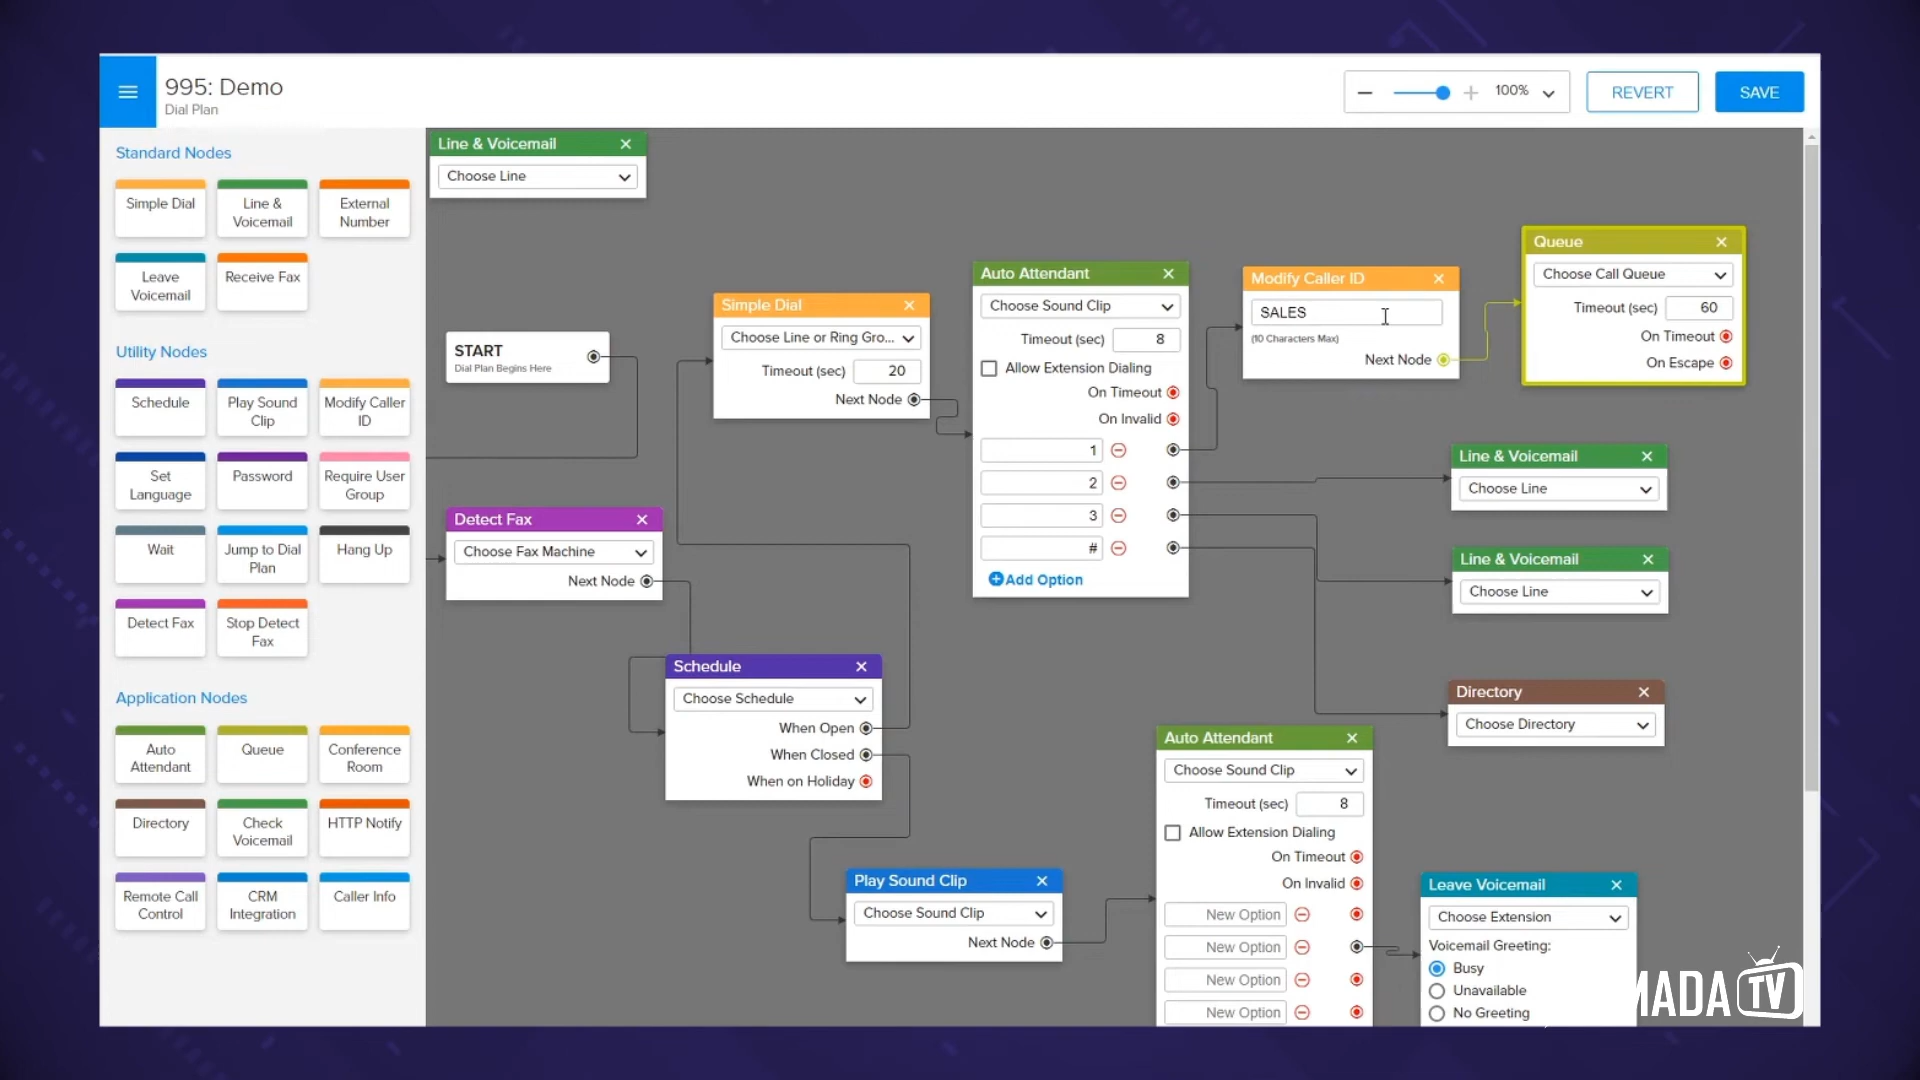 995: Demo
Dial Plan
100%
REVERT
SAVE
Standard Nodes
Simple Dial
Line &
Voicemail
External
Number
Leave
Voicemail
Receive Fax
Utility Nodes
Schedule
Play Sound
Clip
Modify Caller
ID
Set
Language
Password
Require User
Group
Wait
Jump to Dial
Plan
Hang Up
Detect Fax
Stop Detect
Fax
Application Nodes
Auto
Attendant
Queue
Conference
Room
Directory
Check
Voicemail
HTTP Notify
Remote Call
Control
CRM
Integration
Caller Info
Line & Voicemail
Choose Line
START
Dial Plan Begins Here
Detect Fax
Choose Fax Machine
Next Node
Simple Dial
Choose Line or Ring Gro...
Timeout (sec) 20
Next Node
Schedule
Choose Schedule
When Open
When Closed
When on Holiday
Play Sound Clip
Choose Sound Clip
Next Node
Auto Attendant
Choose Sound Clip
Timeout (sec) 8
Allow Extension Dialing
On Timeout
On Invalid
1
2
3
#
Add Option
Modify Caller ID
SALES
(10 Characters Max)
Next Node
Queue
Choose Call Queue
Timeout (sec) 60
On Timeout
On Escape
Line & Voicemail
Choose Line
Line & Voicemail
Choose Line
Directory
Choose Directory
Auto Attendant
Choose Sound Clip
Timeout (sec) 8
Allow Extension Dialing
On Timeout
On Invalid
New Option
New Option
New Option
New Option
Leave Voicemail
Choose Extension
Voicemail Greeting:
Busy
Unavailable
No Greeting
MADA TV